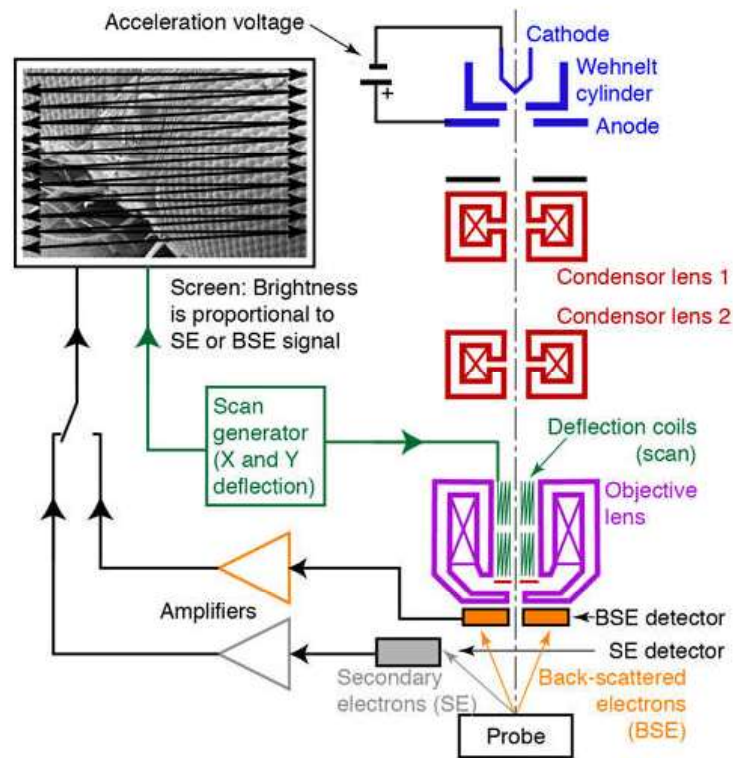 Acceleration voltage
Cathode
Wehnelt
cylinder
+
Anode
Condensor lens 1
Condensor lens 2
Screen: Brightness
is proportional to
SE or BSE signal
Scan
generator
(X and Y
deflection)
Deflection coils
(scan)
Objective
lens
Amplifiers
BSE detector
SE detector
Secondary
electrons (SE)
Back-scattered
electrons
(BSE)
Probe